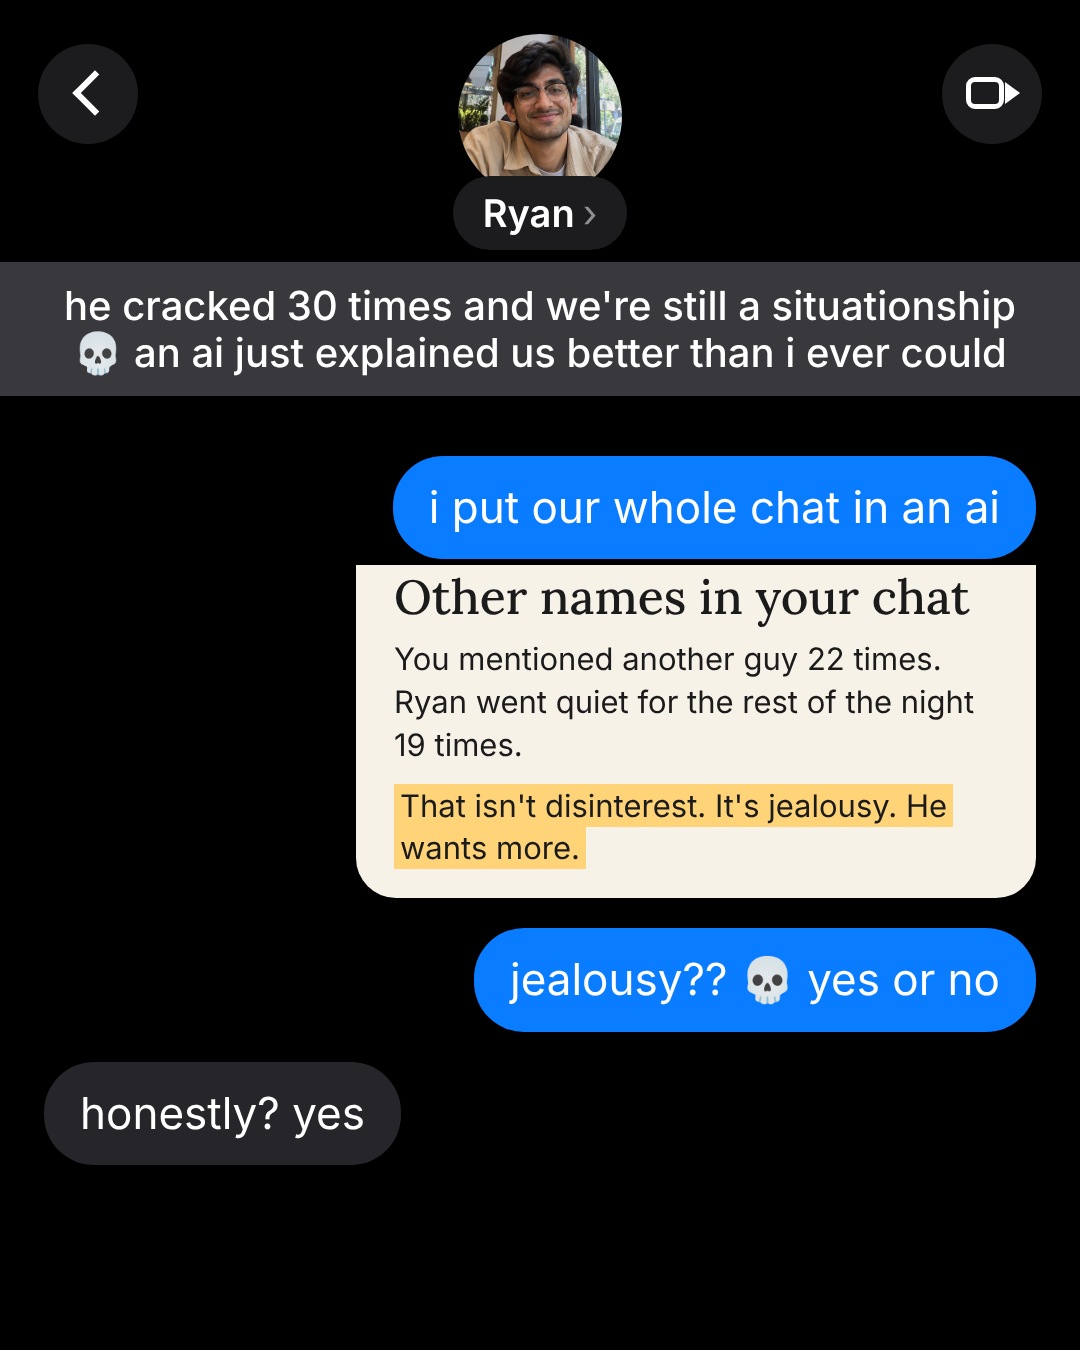 Ryan ›
he cracked 30 times and we're still a situationship
💀 an ai just explained us better than i ever could
i put our whole chat in an ai
Other names in your chat
You mentioned another guy 22 times.
Ryan went quiet for the rest of the night
19 times.
That isn't disinterest. It's jealousy. He
wants more.
jealousy?? 💀 yes or no
honestly? yes